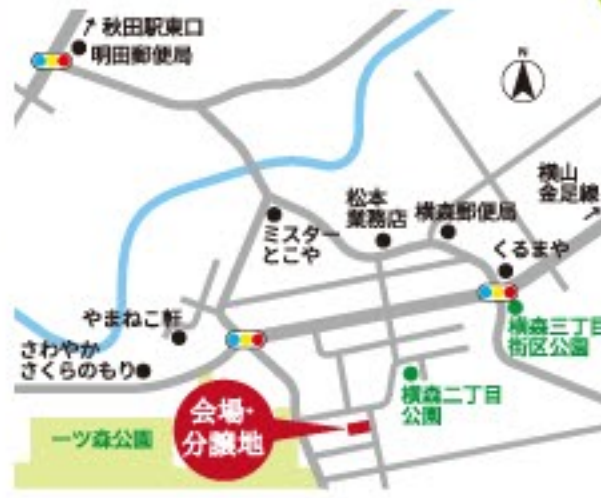 ↗ 秋田駅東口
明田郵便局
N
横山
金足線
↗
松本
業務店
横森郵便局
ミスター
とこや
くるまや
やまねこ軒
横森三丁目
街区公園
さわやか
さくらのもり
横森二丁目
公園
会場・
分譲地
一ツ森公園